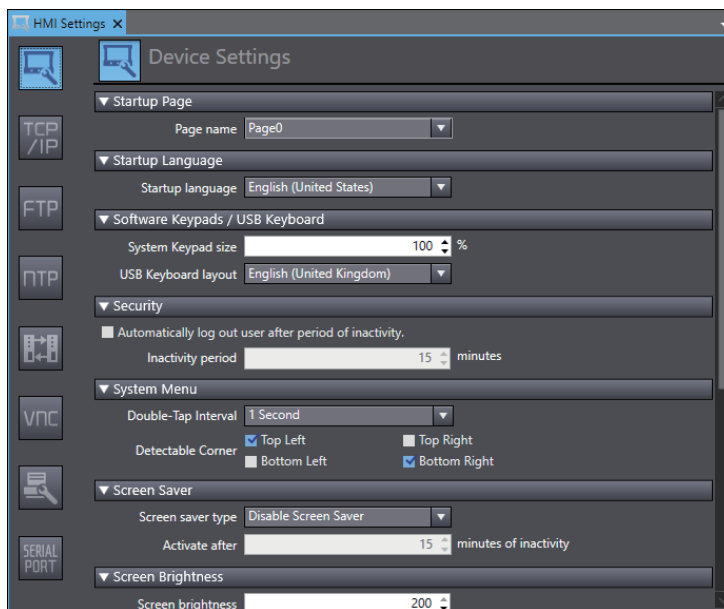 HMI Settings
Device Settings
TCP
/IP
FTP
NTP
VNC
SERIAL
PORT
Startup Page
Page name Page0
Startup Language
Startup language English (United States)
Software Keypads / USB Keyboard
System Keypad size 100 %
USB Keyboard layout English (United Kingdom)
Security
Automatically log out user after period of inactivity.
Inactivity period 15 minutes
System Menu
Double-Tap Interval 1 Second
Detectable Corner Top Left Top Right
Bottom Left Bottom Right
Screen Saver
Screen saver type Disable Screen Saver
Activate after 15 minutes of inactivity
Screen Brightness
Screen brightness 200